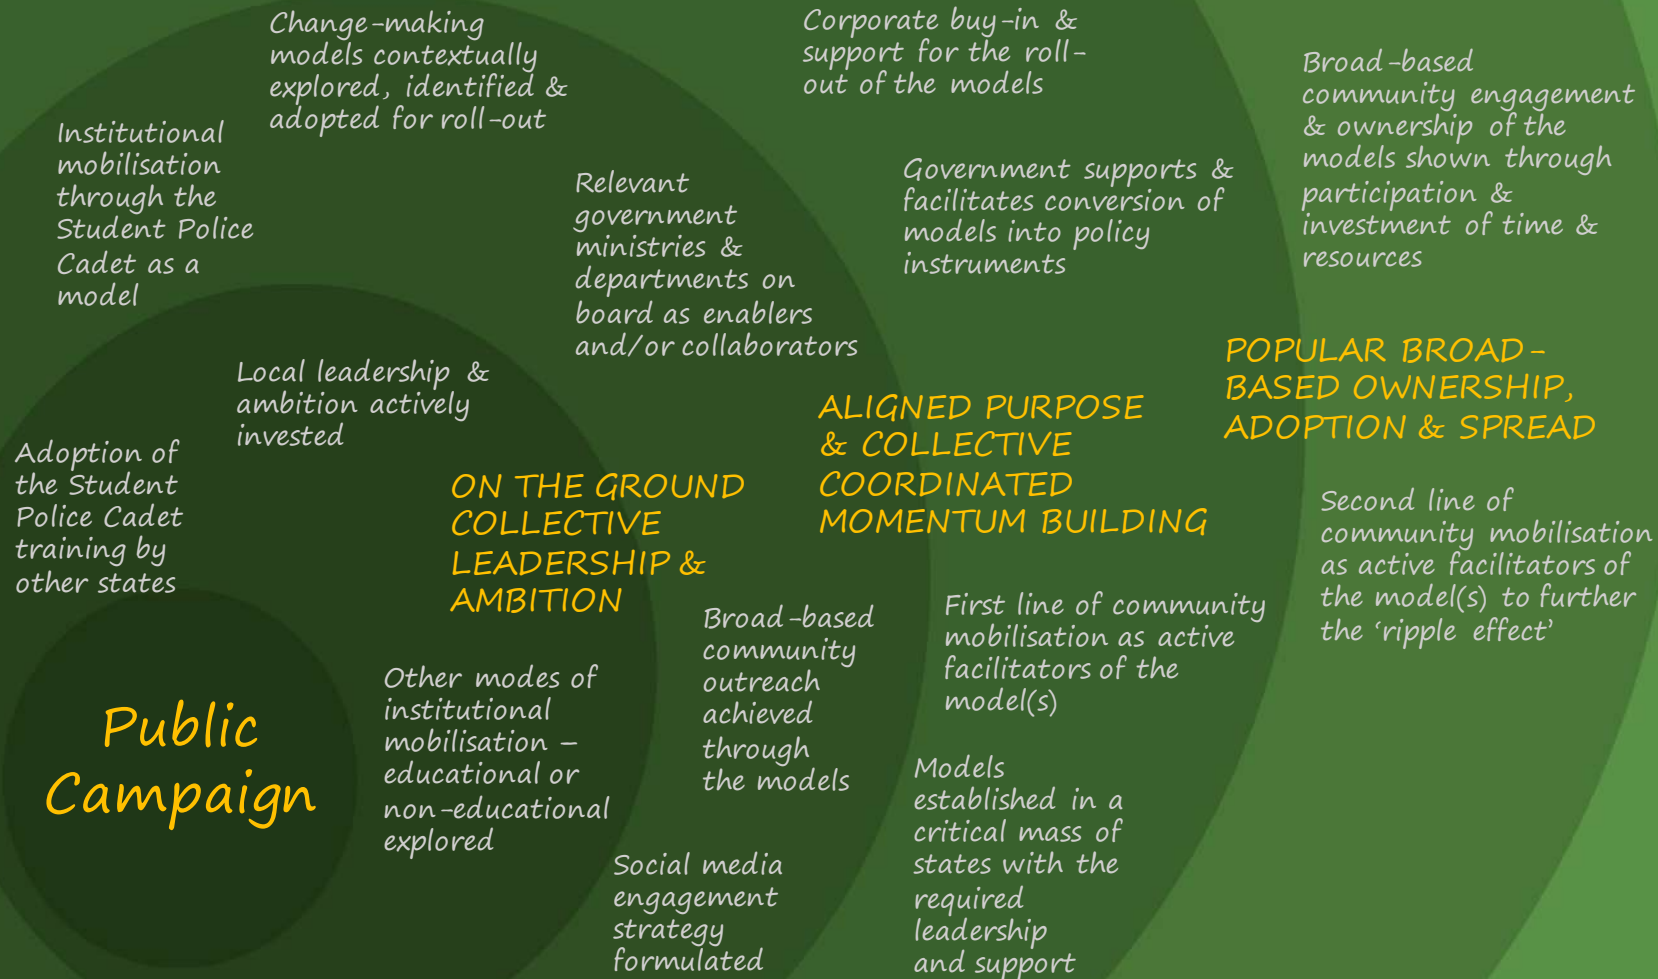 Change-making
models contextually
explored, identified &
adopted for roll-out
Corporate buy-in &
support for the roll-
out of the models
Broad-based
community engagement
& ownership of the
models shown through
participation &
investment of time &
resources
Institutional
mobilisation
through the
Student Police
Cadet as a
model
Relevant
government
ministries &
departments on
board as enablers
and/or collaborators
Government supports &
facilitates conversion of
models into policy
instruments
Local leadership &
ambition actively
invested
POPULAR BROAD-
BASED OWNERSHIP,
ADOPTION & SPREAD
ALIGNED PURPOSE
& COLLECTIVE
COORDINATED
MOMENTUM BUILDING
Adoption of
the Student
Police Cadet
training by
other states
ON THE GROUND
COLLECTIVE
LEADERSHIP &
AMBITION
Second line of
community mobilisation
as active facilitators of
the model(s) to further
the ‘ripple effect’
Broad-based
community
outreach
achieved
through
the models
First line of community
mobilisation as active
facilitators of the
model(s)
Public
Campaign
Other modes of
institutional
mobilisation –
educational or
non-educational
explored
Models
established in a
critical mass of
states with the
required
leadership
and support
Social media
engagement
strategy
formulated